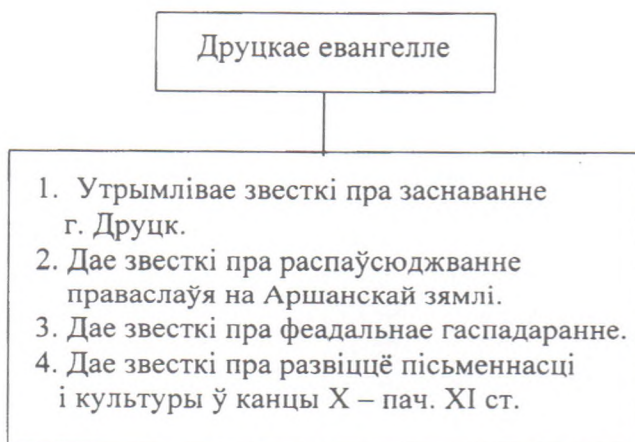 Друцкае евангелле
1. Утрымлівае звесткі пра заснаванне
г. Друцк.
2. Дае звесткі пра распаўсюджванне
праваслаўя на Аршанскай зямлі.
3. Дае звесткі пра феадальнае гаспадаранне.
4. Дае звесткі пра развіццё пісьменнасці
і культуры ў канцы X – пач. XI ст.